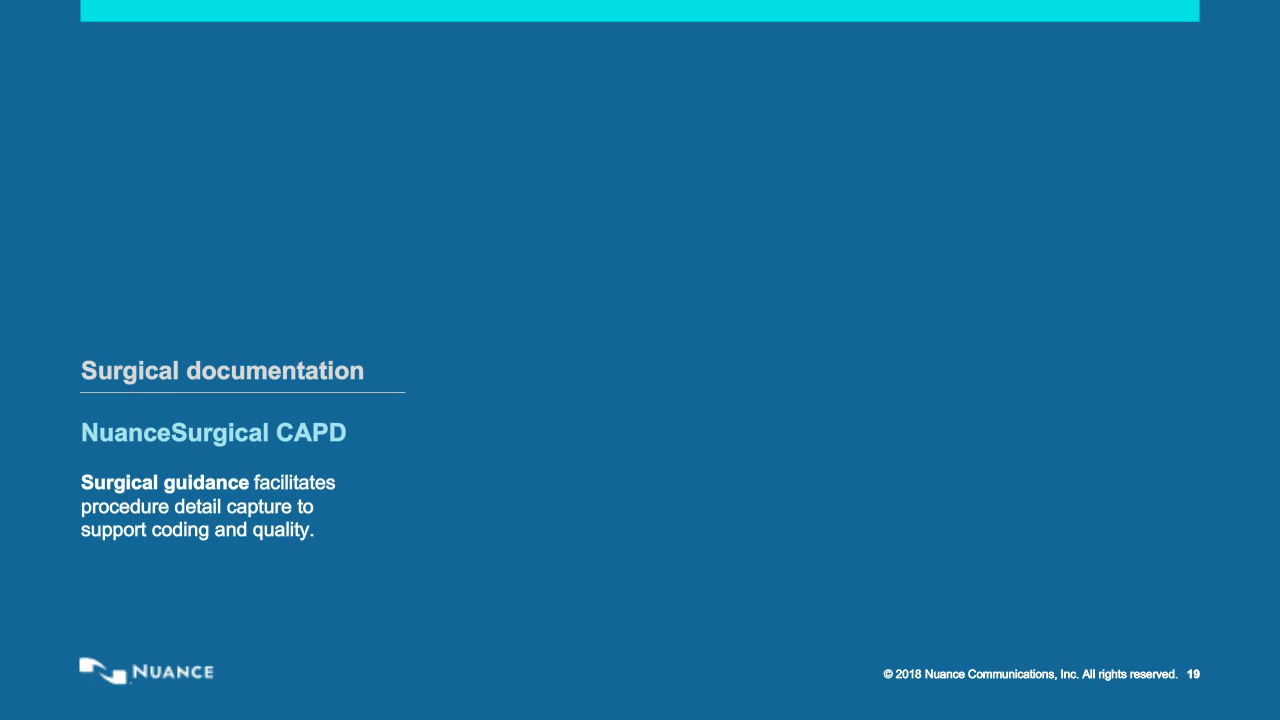 Surgical documentation
NuanceSurgical CAPD
Surgical guidance facilitates
procedure detail capture to
support coding and quality.
NUANCE
© 2018 Nuance Communications, Inc. All rights reserved. 19